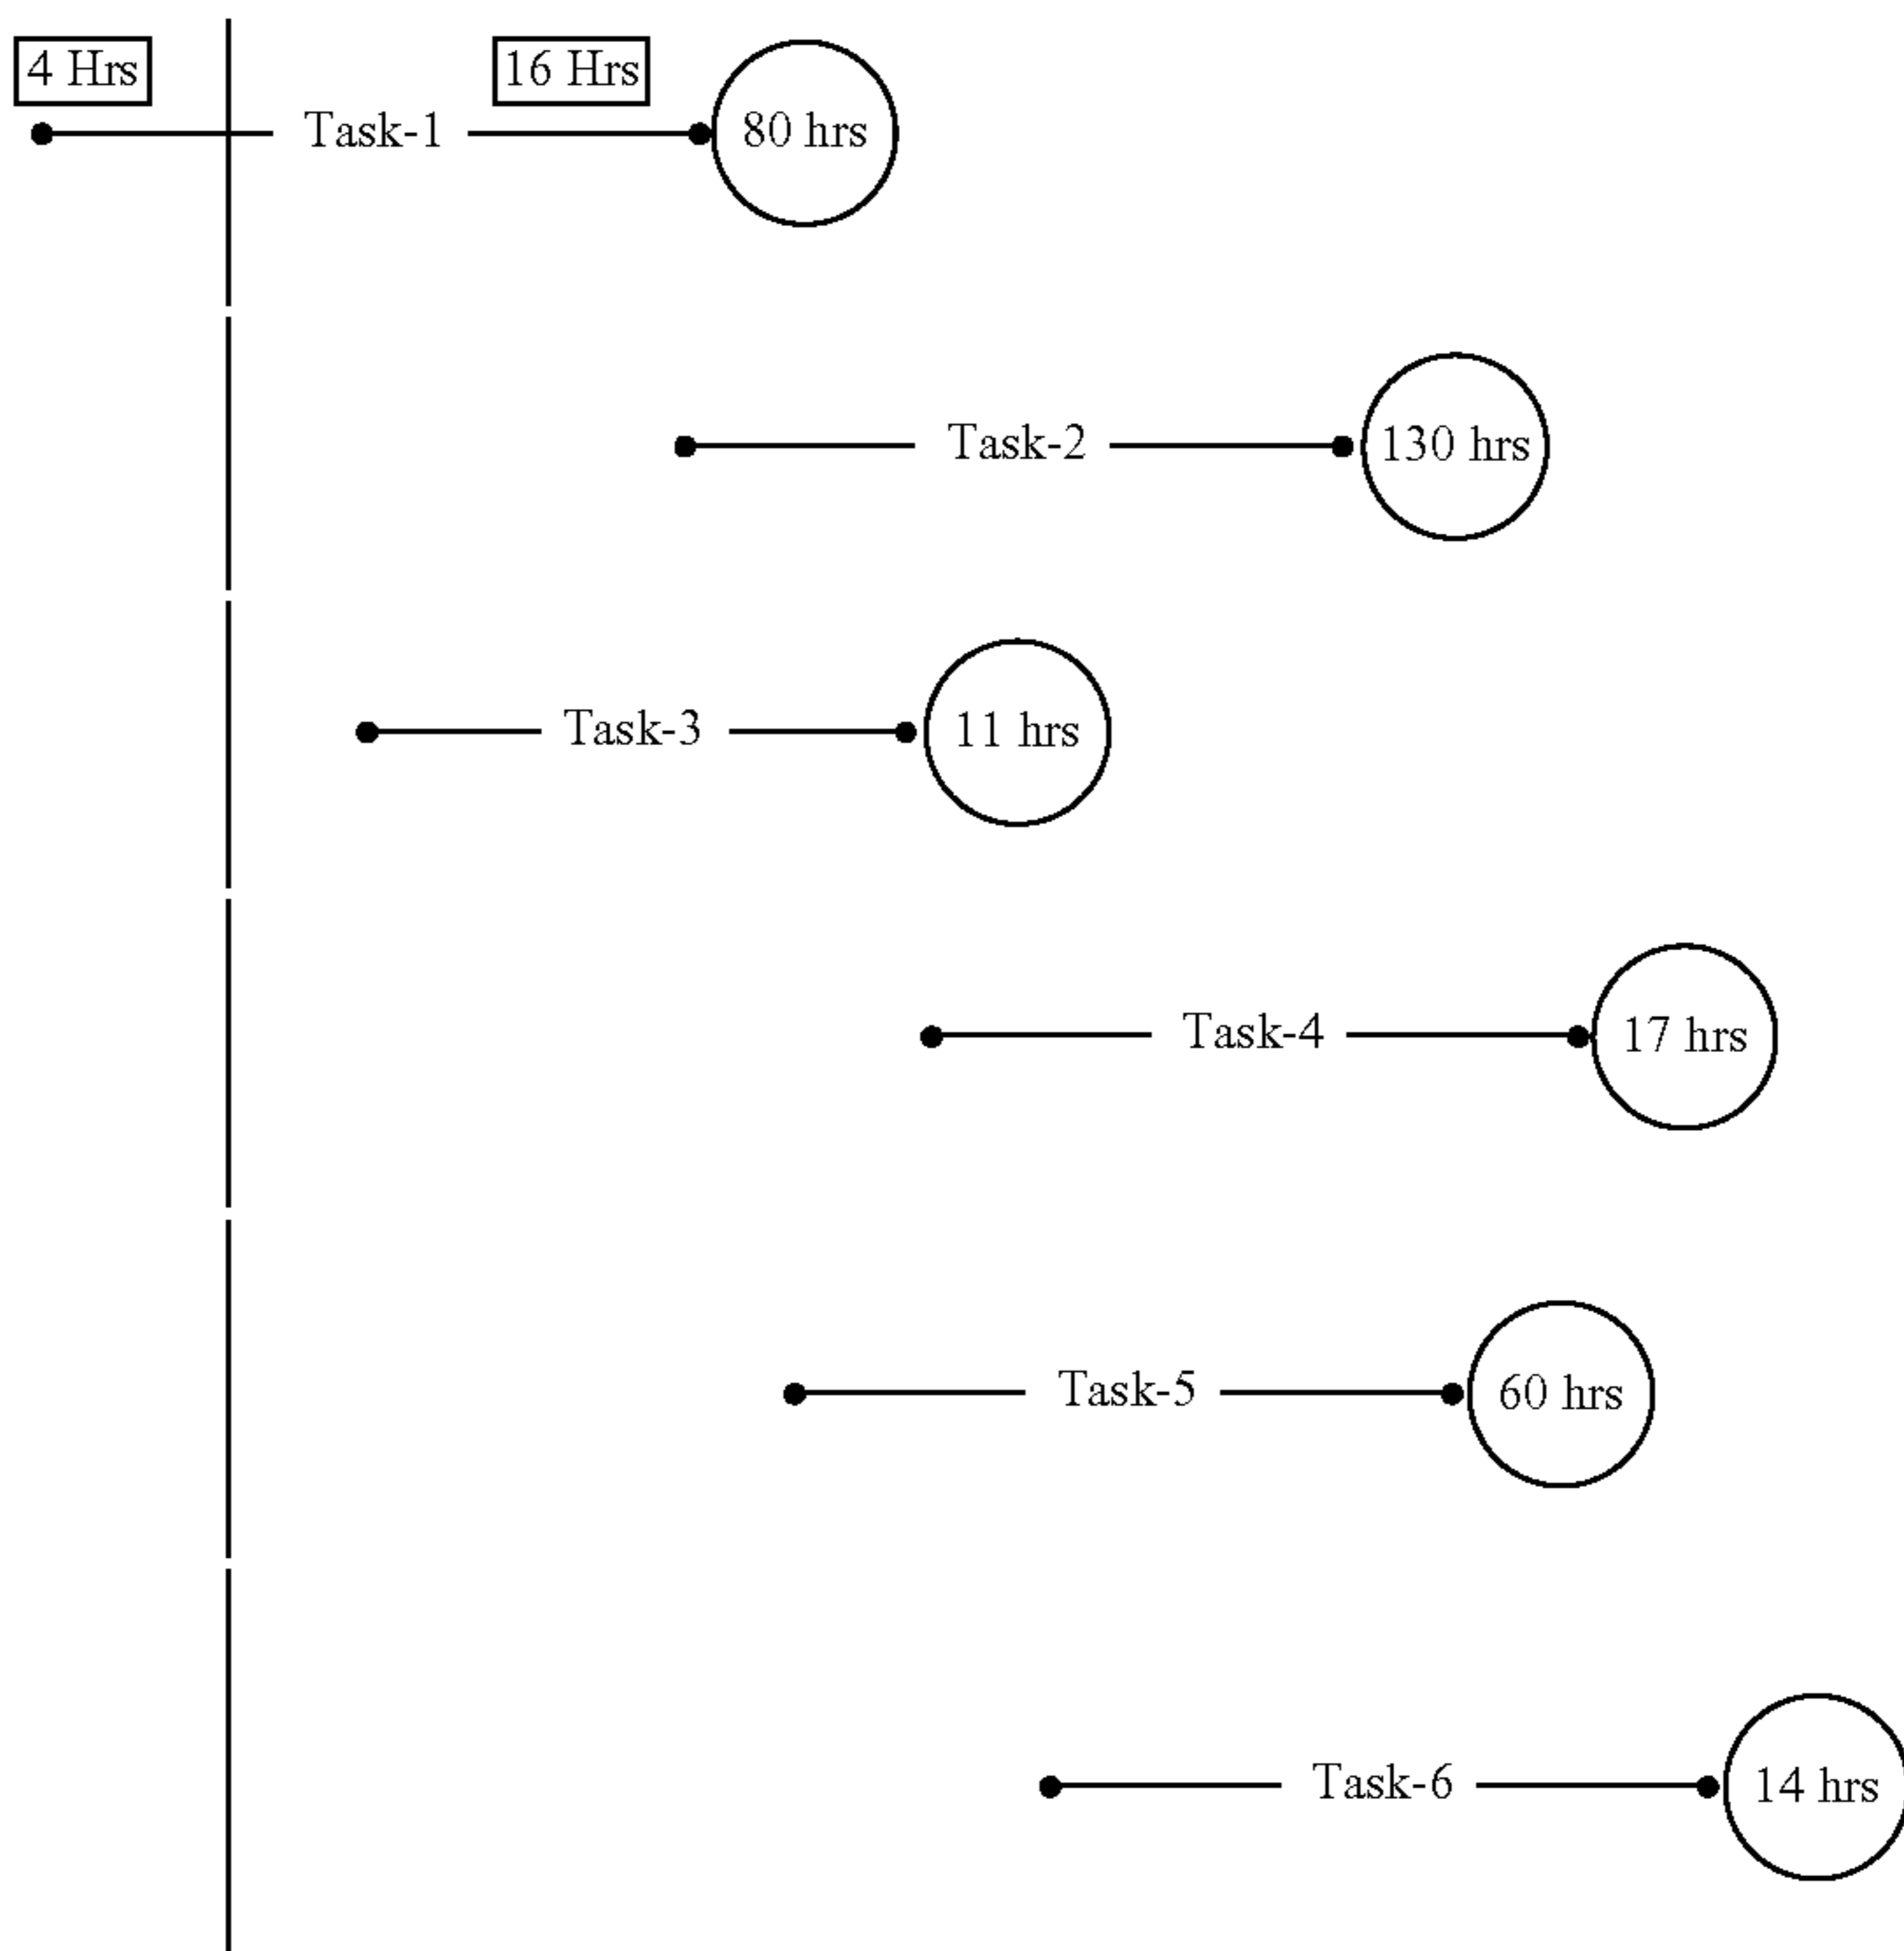 4 Hrs
16 Hrs
Task-1
80 hrs
Task-2
130 hrs
Task-3
11 hrs
Task-4
17 hrs
Task-5
60 hrs
Task-6
14 hrs